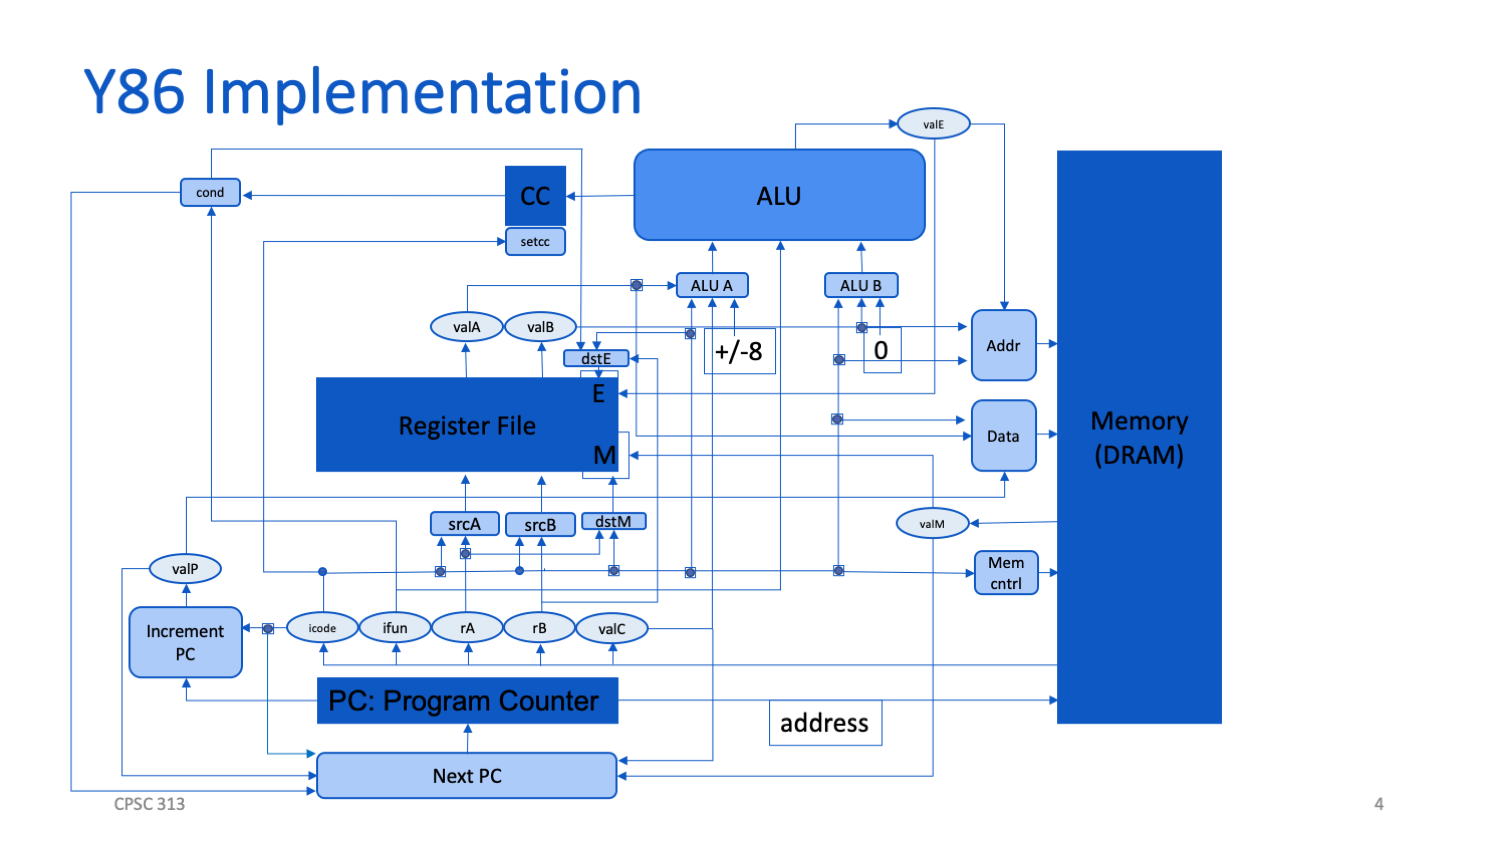 Y86 Implementation
valE
cond
CC
ALU
setcc
ALU A
ALU B
valA
valB
+/-8
0
Addr
dstE
E
Register File
M
Data
Memory
(DRAM)
srcA
srcB
dstM
valM
valP
Mem
cntrl
Increment
PC
icode
ifun
rA
rB
valC
PC: Program Counter
address
Next PC
CPSC 313
4